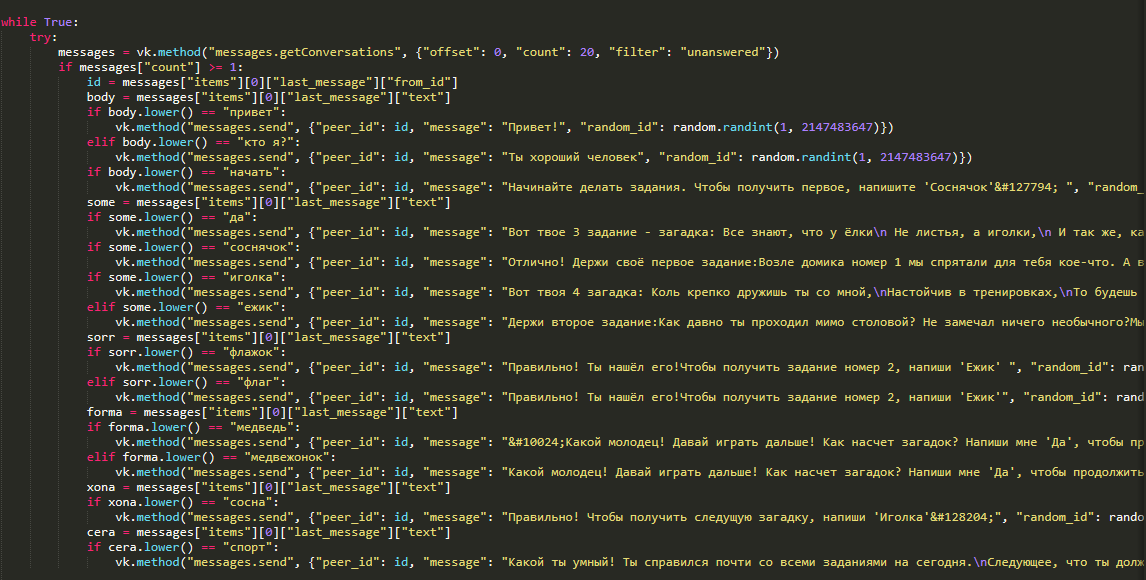 while True:
try:
messages = vk.method("messages.getConversations", {"offset": 0, "count": 20, "filter": "unanswered"})
if messages["count"] >= 1:
id = messages["items"][0]["last_message"]["from_id"]
body = messages["items"][0]["last_message"]["text"]
if body.lower() == "привет":
vk.method("messages.send", {"peer_id": id, "message": "Привет!", "random_id": random.randint(1, 2147483647)})
elif body.lower() == "кто я?":
vk.method("messages.send", {"peer_id": id, "message": "Ты хороший человек", "random_id": random.randint(1, 2147483647)})
if body.lower() == "начать":
vk.method("messages.send", {"peer_id": id, "message": "Начинайте делать задания. Чтобы получить первое, напишите 'Соснячок'&#127794; ", "random_
some = messages["items"][0]["last_message"]["text"]
if some.lower() == "да":
vk.method("messages.send", {"peer_id": id, "message": "Вот твое 3 задание - загадка: Все знают, что у ёлки\n Не листья, а иголки,\n И так же, ка
if some.lower() == "соснячок":
vk.method("messages.send", {"peer_id": id, "message": "Отлично! Держи своё первое задание:Возле домика номер 1 мы спрятали для тебя кое-что. А в
if some.lower() == "иголка":
vk.method("messages.send", {"peer_id": id, "message": "Вот твоя 4 загадка: Коль крепко дружишь ты со мной,\nНастойчив в тренировках,\nТо будешь
elif some.lower() == "ежик":
vk.method("messages.send", {"peer_id": id, "message": "Держи второе задание:Как давно ты проходил мимо столовой? Не замечал ничего необычного?Мы
sorr = messages["items"][0]["last_message"]["text"]
if sorr.lower() == "флажок":
vk.method("messages.send", {"peer_id": id, "message": "Правильно! Ты нашёл его!Чтобы получить задание номер 2, напиши 'Ежик' ", "random_id": ran
elif sorr.lower() == "флаг":
vk.method("messages.send", {"peer_id": id, "message": "Правильно! Ты нашёл его!Чтобы получить задание номер 2, напиши 'Ежик'", "random_id": rand
forma = messages["items"][0]["last_message"]["text"]
if forma.lower() == "медведь":
vk.method("messages.send", {"peer_id": id, "message": "&#10024;Какой молодец! Давай играть дальше! Как насчет загадок? Напиши мне 'Да', чтобы пр
elif forma.lower() == "медвежонок":
vk.method("messages.send", {"peer_id": id, "message": "Какой молодец! Давай играть дальше! Как насчет загадок? Напиши мне 'Да', чтобы продолжить
xona = messages["items"][0]["last_message"]["text"]
if xona.lower() == "сосна":
vk.method("messages.send", {"peer_id": id, "message": "Правильно! Чтобы получить следущую загадку, напиши 'Иголка'&#128204;", "random_id": rando
cera = messages["items"][0]["last_message"]["text"]
if cera.lower() == "спорт":
vk.method("messages.send", {"peer_id": id, "message": "Какой ты умный! Ты справился почти со всеми заданиями на сегодня.\nСледующее, что ты долж